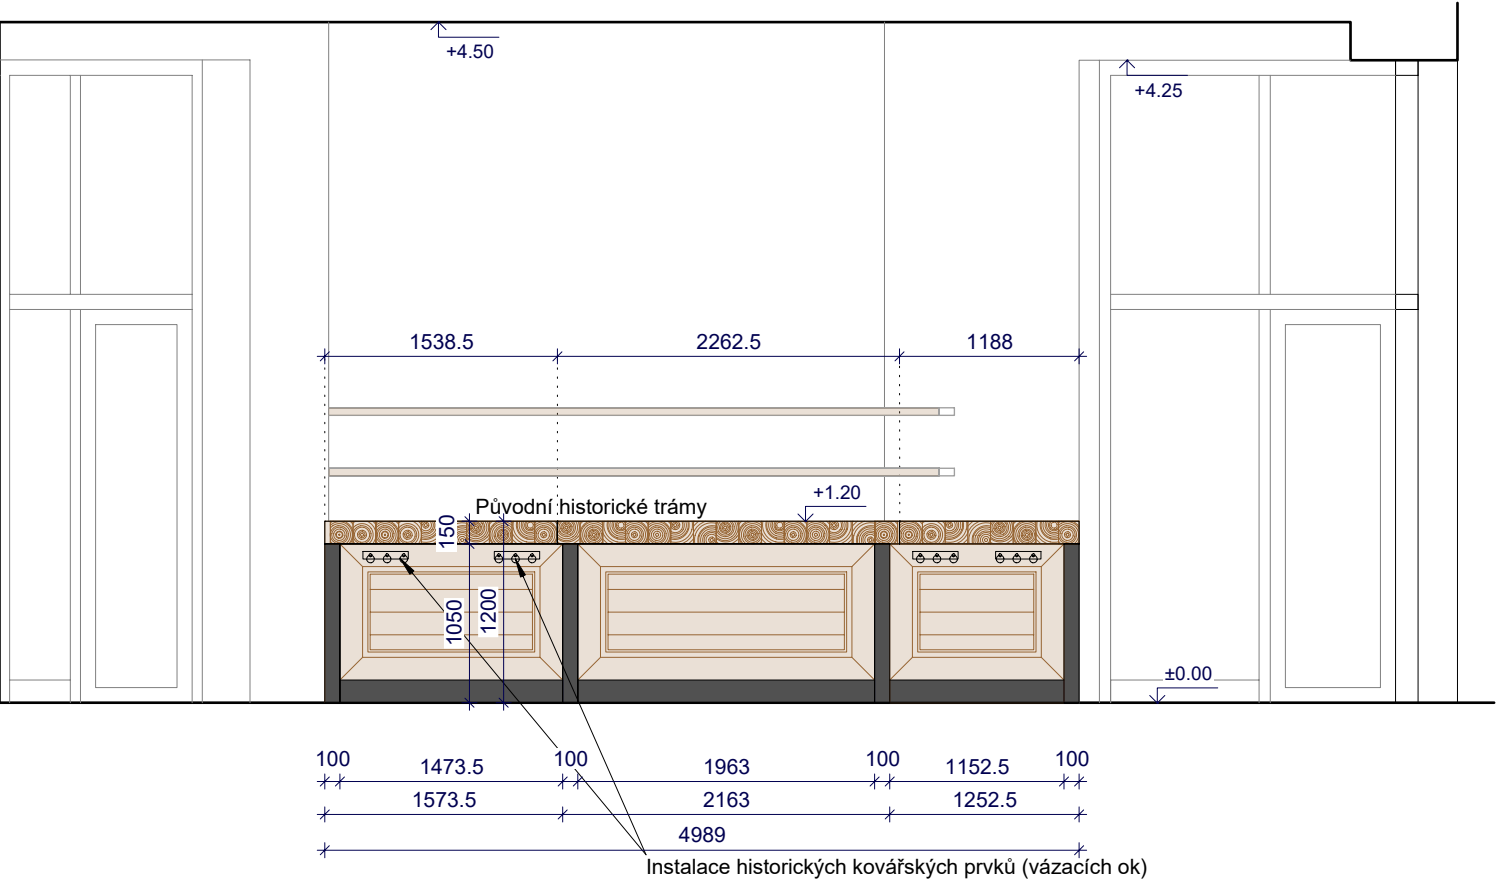 +4.50
+4.25
1538.5 2262.5 1188
+1.20
Původní historické trámy
150
1050
1200
±0.00
100 1473.5 100 1963 100 1152.5 100
1573.5 2163 1252.5
4989
Instalace historických kovářských prvků (vázacích ok)